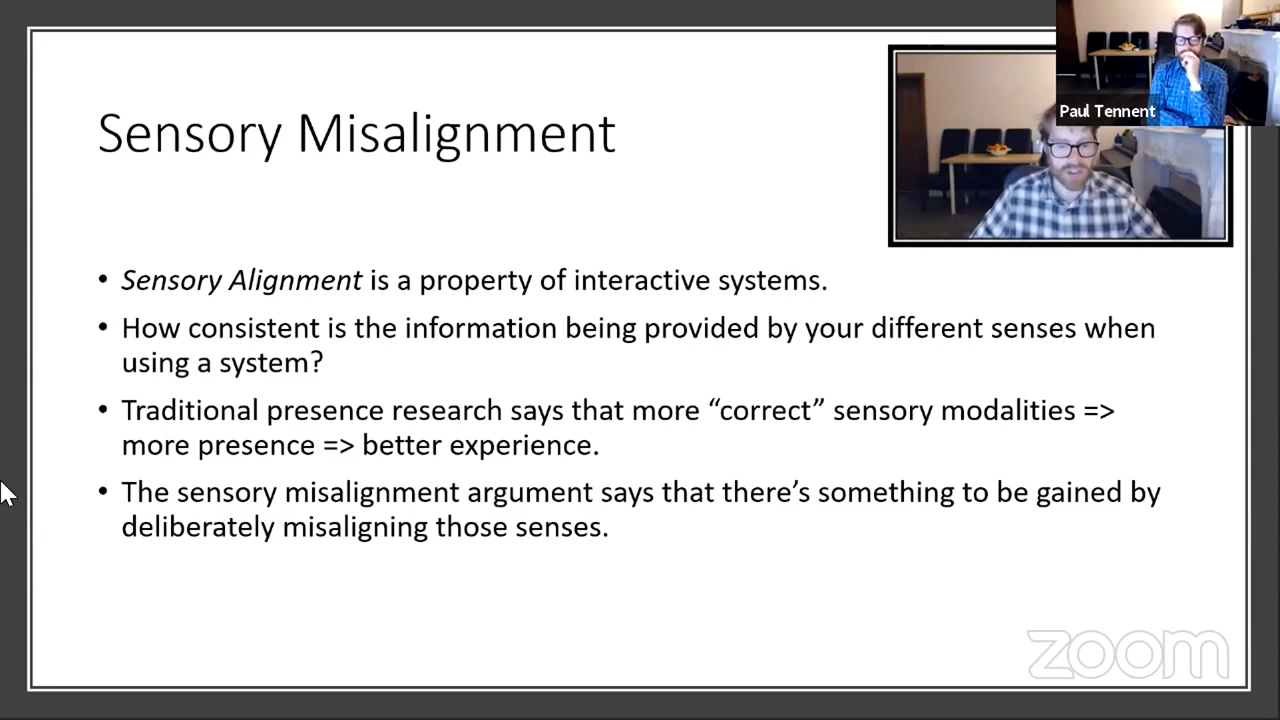 Paul Tennent
Sensory Misalignment
• Sensory Alignment is a property of interactive systems.
• How consistent is the information being provided by your different senses when
using a system?
• Traditional presence research says that more “correct” sensory modalities =>
more presence => better experience.
• The sensory misalignment argument says that there’s something to be gained by
deliberately misaligning those senses.
zoom